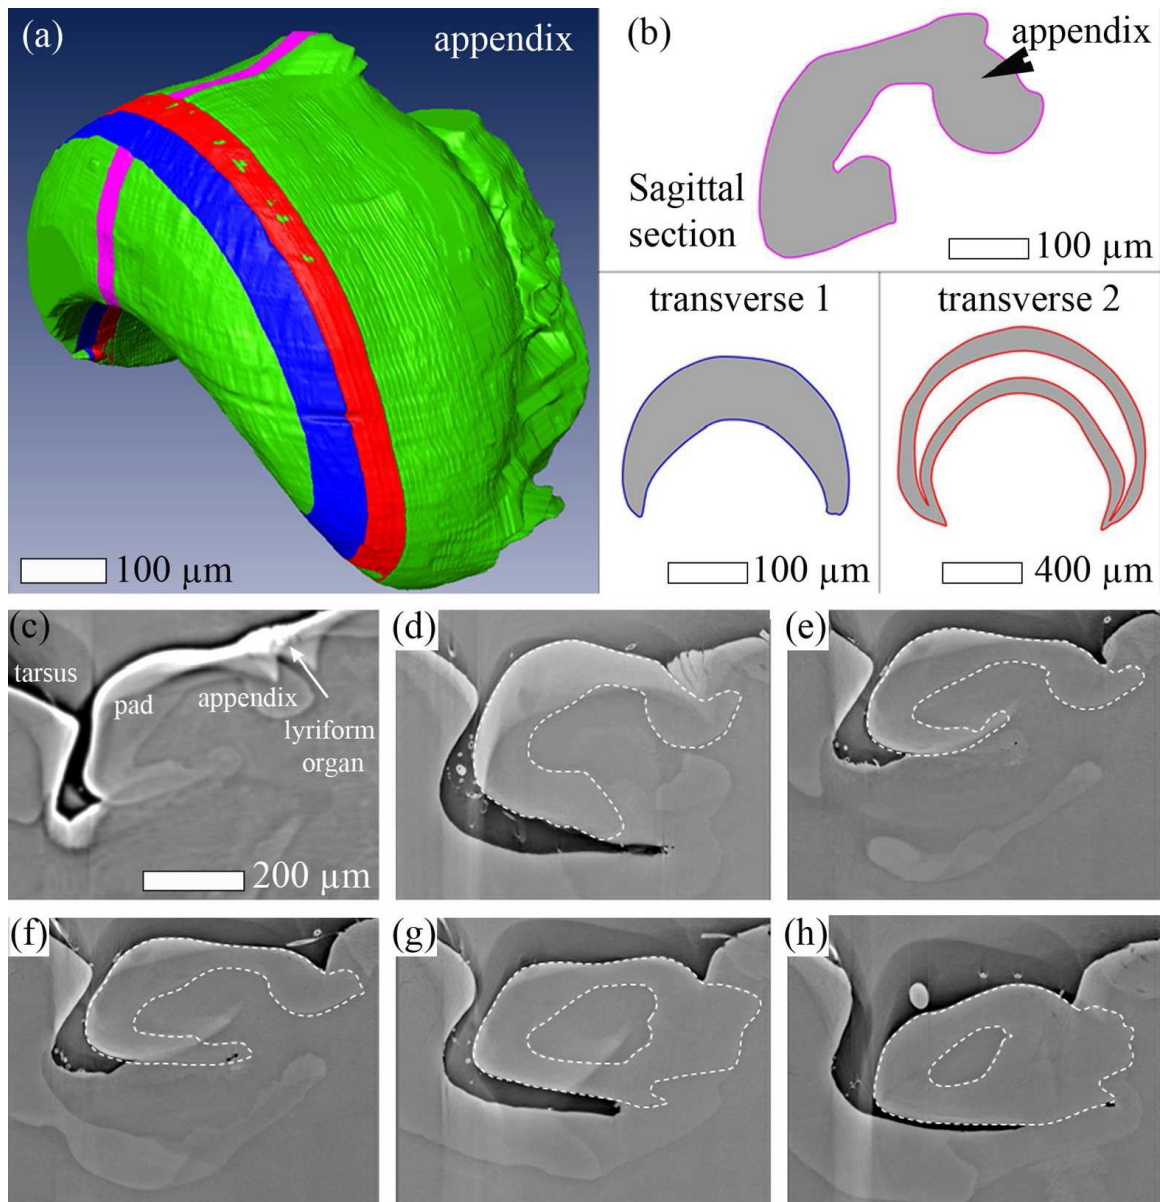 (a)
appendix
100 µm
(b)
appendix
Sagittal
section
100 µm
transverse 1
100 µm
transverse 2
400 µm
(c)
tarsus
pad
appendix
lyriform
organ
200 µm
(d)
(e)
(f)
(g)
(h)